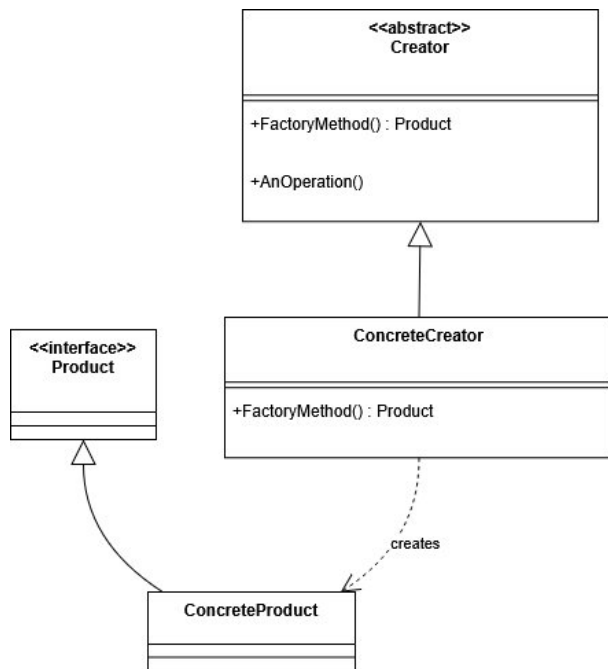 <<abstract>>
Creator
+FactoryMethod() : Product
+AnOperation()
ConcreteCreator
+FactoryMethod() : Product
<<interface>>
Product
creates
ConcreteProduct